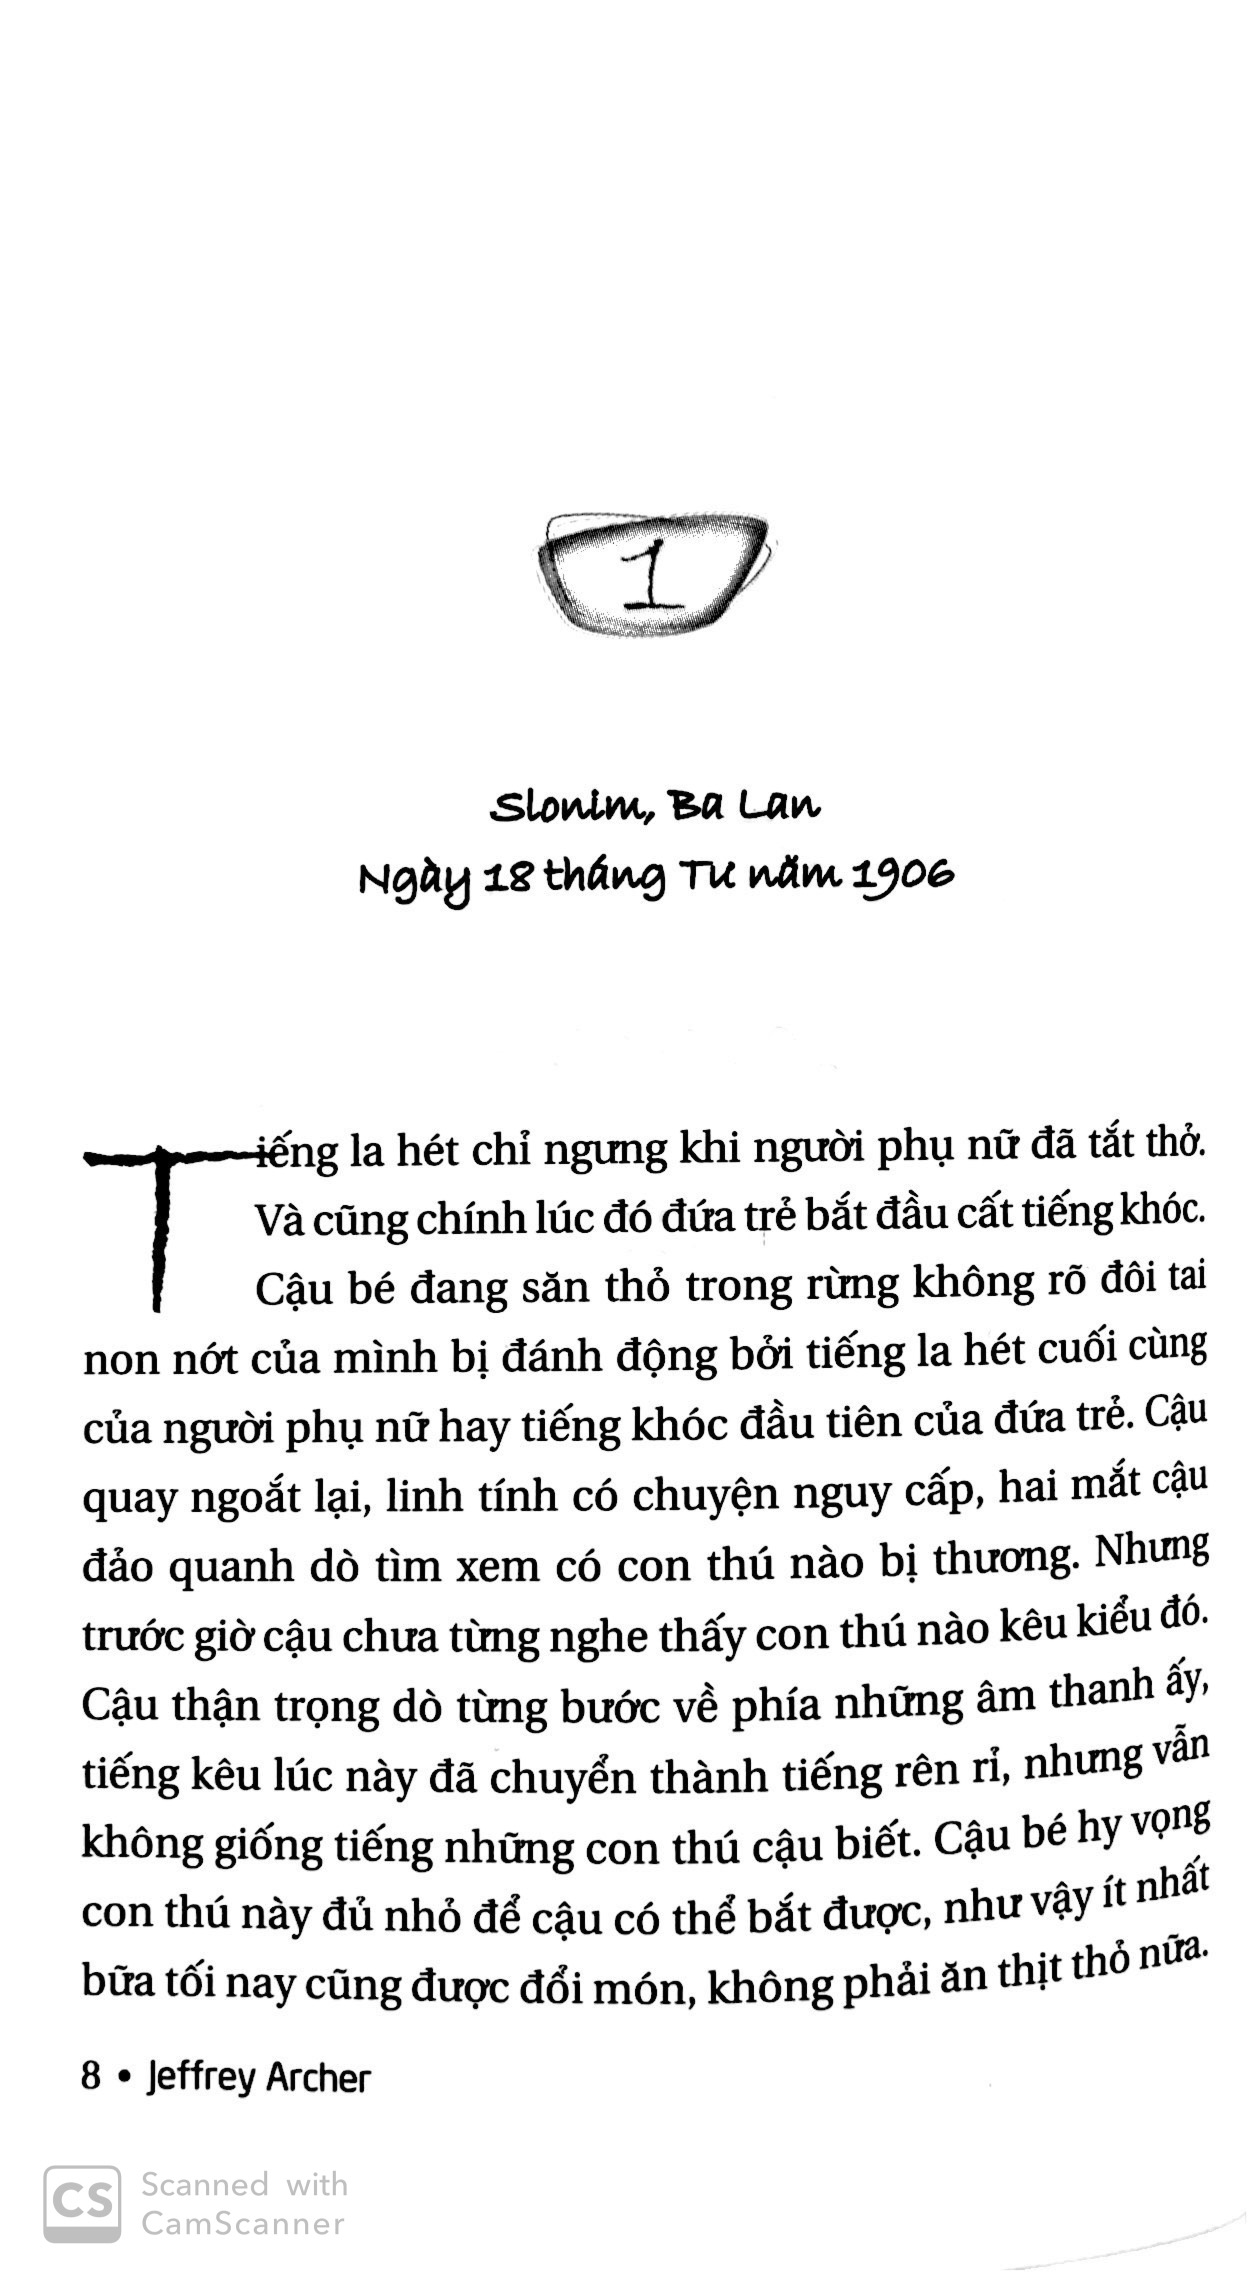 1
Slonim, Ba Lan
Ngày 18 tháng Tư năm 1906
Tiếng la hét chỉ ngưng khi người phụ nữ đã tắt thở.
Và cũng chính lúc đó đứa trẻ bắt đầu cất tiếng khóc.
Cậu bé đang săn thỏ trong rừng không rõ đôi tai
non nớt của mình bị đánh động bởi tiếng la hét cuối cùng
của người phụ nữ hay tiếng khóc đầu tiên của đứa trẻ. Cậu
quay ngoắt lại, linh tính có chuyện nguy cấp, hai mắt cậu
đảo quanh dò tìm xem có con thú nào bị thương. Nhưng
trước giờ cậu chưa từng nghe thấy con thú nào kêu kiểu đó.
Cậu thận trọng dò từng bước về phía những âm thanh ấy,
tiếng kêu lúc này đã chuyển thành tiếng rên rỉ, nhưng vẫn
không giống tiếng những con thú cậu biết. Cậu bé hy vọng
con thú này đủ nhỏ để cậu có thể bắt được, như vậy ít nhất
bữa tối nay cũng được đổi món, không phải ăn thịt thỏ nữa.
8 • Jeffrey Archer
CS Scanned with
CamScanner